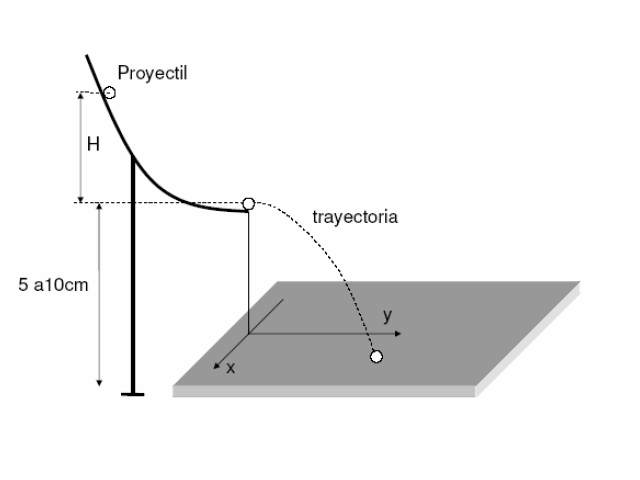 Proyectil
H
trayectoria
5 a10cm
y
x